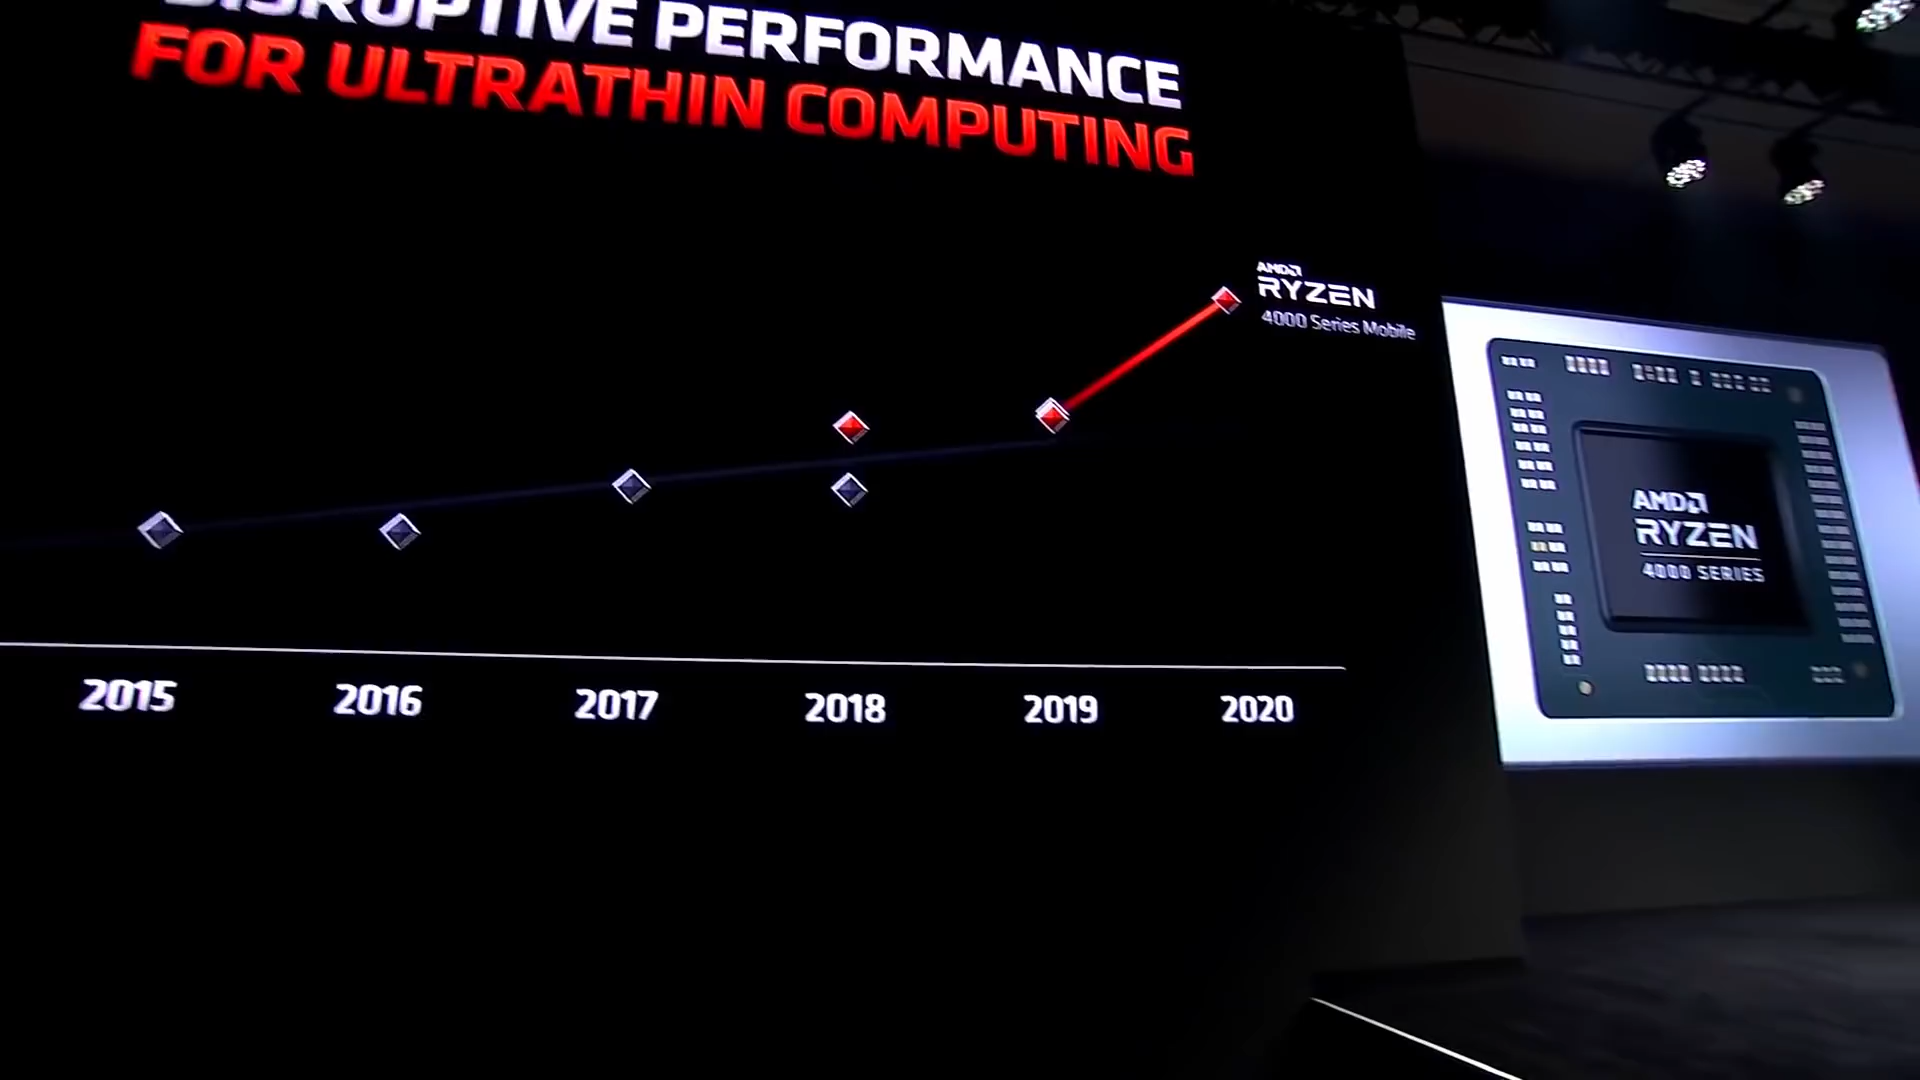 DISRUPTIVE PERFORMANCE
FOR ULTRATHIN COMPUTING
AMD
RYZEN
4000 Series Mobile
AMD
RYZEN
4000 SERIES
2015 2016 2017 2018 2019 2020